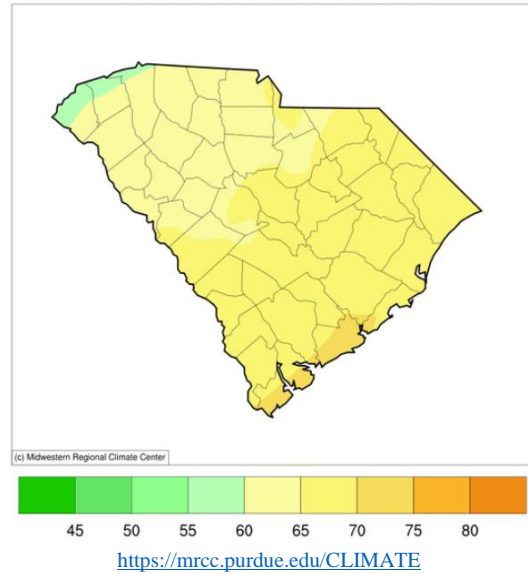 (c) Midwestern Regional Climate Center
45 50 55 60 65 70 75 80
https://mrcc.purdue.edu/CLIMATE